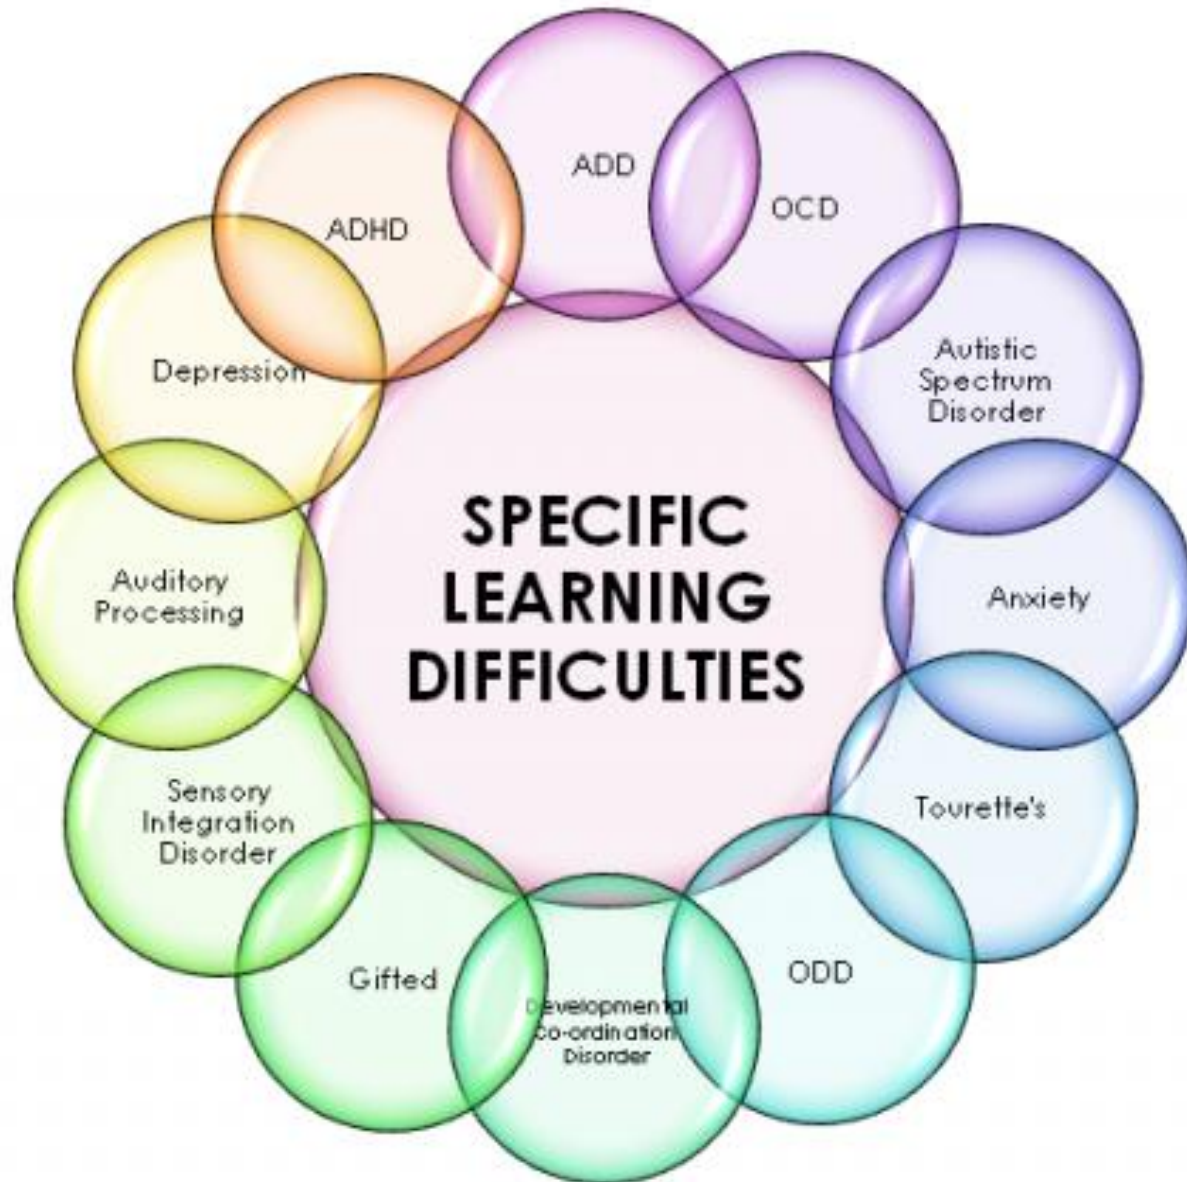 ADD
OCD
Autistic
Spectrum
Disorder
Anxiety
Tourette's
ODD
Developmental
Co-ordination
Disorder
Gifted
Sensory
Integration
Disorder
Auditory
Processing
Depression
ADHD
SPECIFIC
LEARNING
DIFFICULTIES